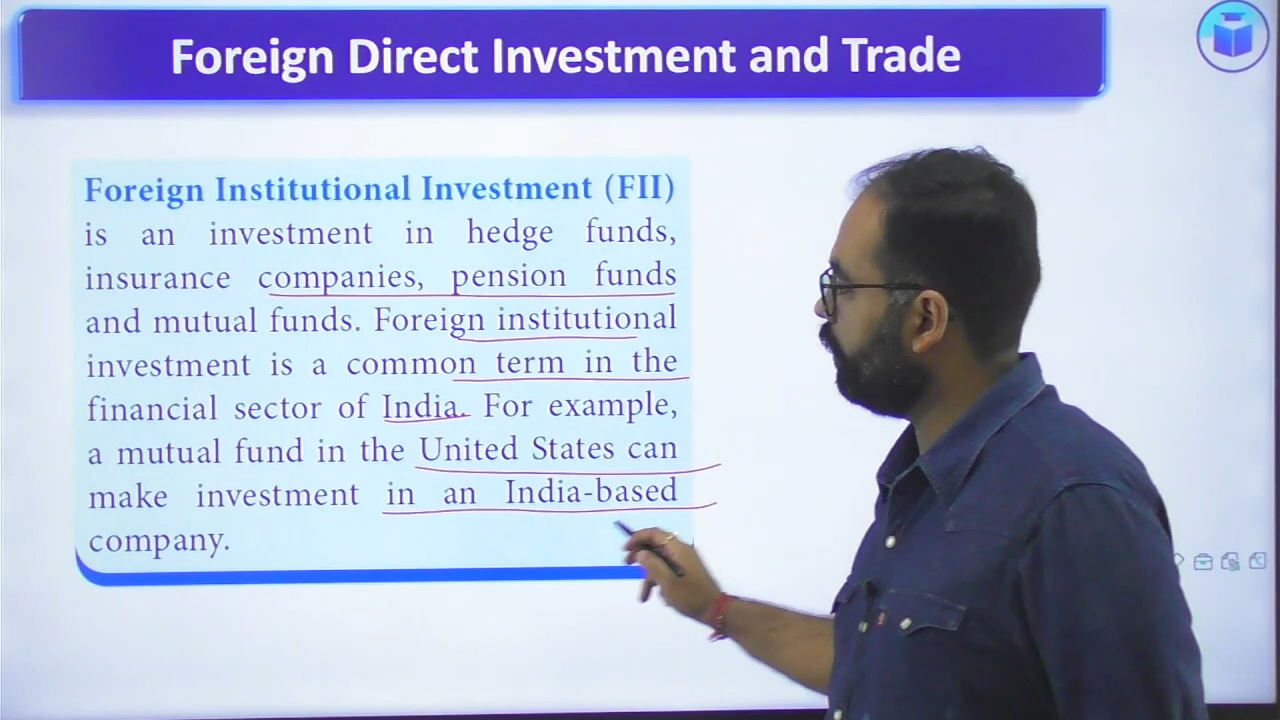 Foreign Direct Investment and Trade
Foreign Institutional Investment (FII)
is an investment in hedge funds,
insurance companies, pension funds
and mutual funds. Foreign institutional
investment is a common term in the
financial sector of India. For example,
a mutual fund in the United States can
make investment in an India-based
company.